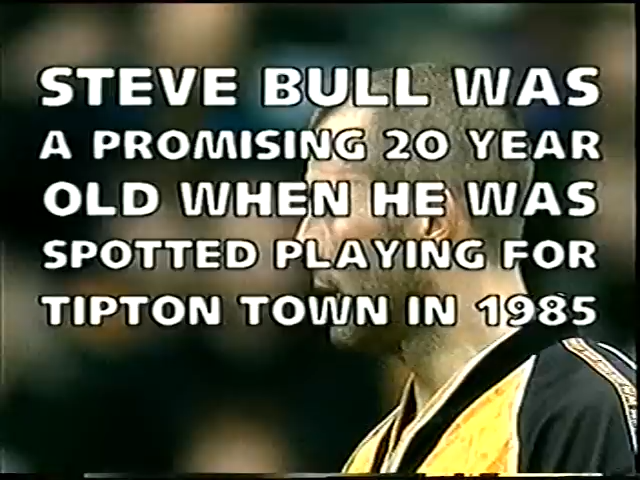 STEVE BULL WAS
A PROMISING 20 YEAR
OLD WHEN HE WAS
SPOTTED PLAYING FOR
TIPTON TOWN IN 1985